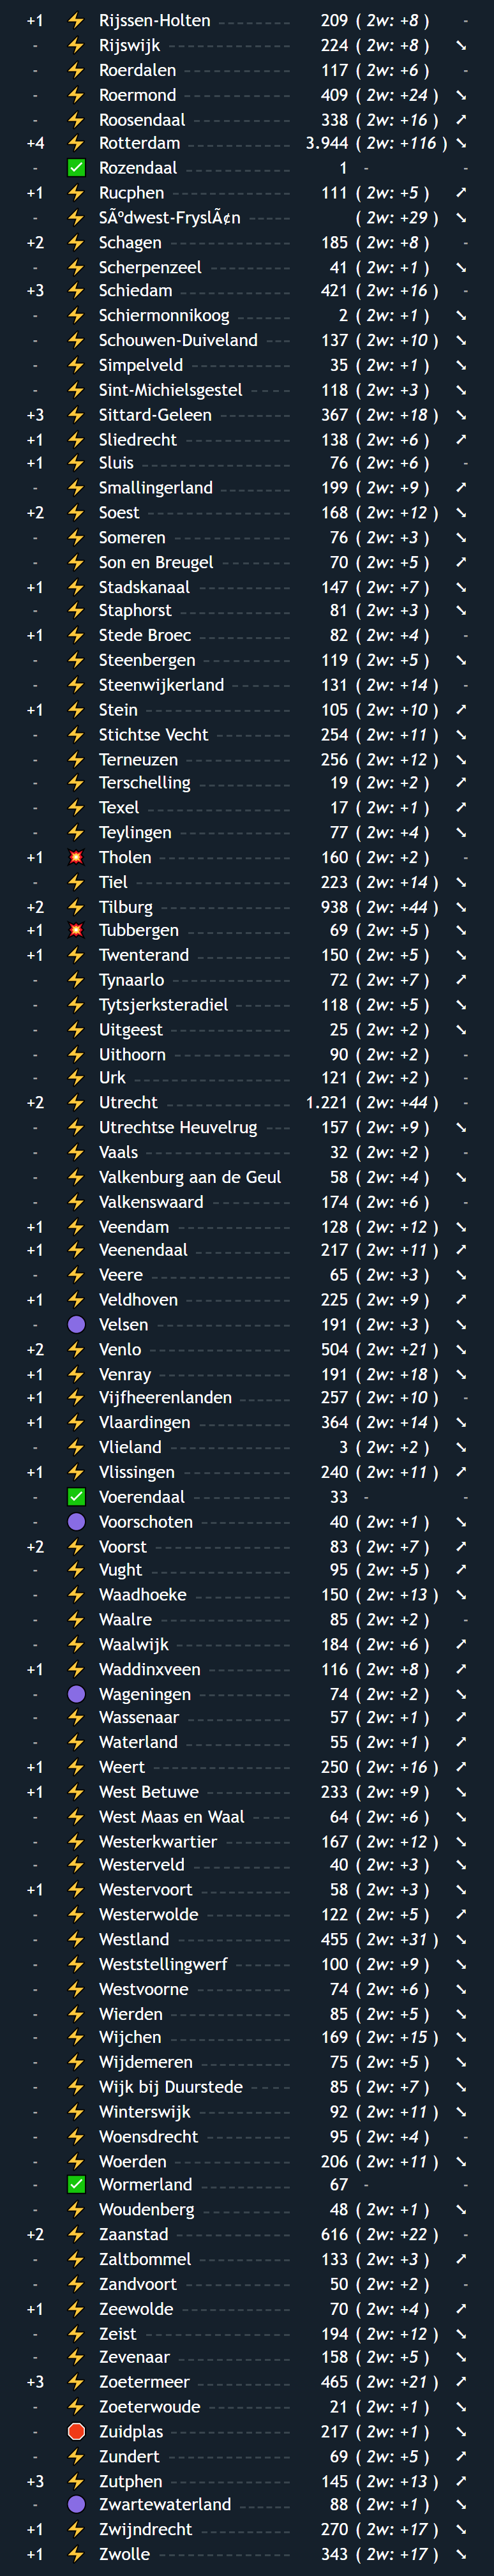 +1 ⚡ Rijssen-Holten ------------ 209 ( 2w: +8 ) -
- ⚡ Rijswijk ------------ 224 ( 2w: +8 ) ➘
- ⚡ Roerdalen ------------ 117 ( 2w: +6 ) -
- ⚡ Roermond ------------ 409 ( 2w: +24 ) ➘
- ⚡ Roosendaal ------------ 338 ( 2w: +16 ) ➚
+4 ⚡ Rotterdam ------------ 3.944 ( 2w: +116 ) ➘
- ✅ Rozendaal ------------ 1 - -
+1 ⚡ Rucphen ------------ 111 ( 2w: +5 ) ➚
- ⚡ SÃºdwest-FryslÃ¢n ------ ( 2w: +29 ) ➘
+2 ⚡ Schagen ------------ 185 ( 2w: +8 ) -
- ⚡ Scherpenzeel ---------- 41 ( 2w: +1 ) ➘
+3 ⚡ Schiedam ------------ 421 ( 2w: +16 ) -
- ⚡ Schiermonnikoog ------- 2 ( 2w: +1 ) ➘
- ⚡ Schouwen-Duiveland --- 137 ( 2w: +10 ) ➘
- ⚡ Simpelveld ------------ 35 ( 2w: +1 ) ➘
- ⚡ Sint-Michielsgestel ---- 118 ( 2w: +3 ) ➘
+3 ⚡ Sittard-Geleen -------- 367 ( 2w: +18 ) ➘
+1 ⚡ Sliedrecht ------------ 138 ( 2w: +6 ) ➚
+1 ⚡ Sluis ------------ 76 ( 2w: +6 ) -
- ⚡ Smallingerland -------- 199 ( 2w: +9 ) ➚
+2 ⚡ Soest ------------ 168 ( 2w: +12 ) ➘
- ⚡ Someren ------------ 76 ( 2w: +3 ) ➘
- ⚡ Son en Breugel -------- 70 ( 2w: +5 ) ➚
+1 ⚡ Stadskanaal ---------- 147 ( 2w: +7 ) ➘
- ⚡ Staphorst ------------ 81 ( 2w: +3 ) ➘
+1 ⚡ Stede Broec ---------- 82 ( 2w: +4 ) -
- ⚡ Steenbergen ---------- 119 ( 2w: +5 ) ➘
- ⚡ Steenwijkerland ------- 131 ( 2w: +14 ) -
+1 ⚡ Stein ------------ 105 ( 2w: +10 ) ➚
- ⚡ Stichtse Vecht -------- 254 ( 2w: +11 ) ➘
- ⚡ Terneuzen ------------ 256 ( 2w: +12 ) ➘
- ⚡ Terschelling ---------- 19 ( 2w: +2 ) ➚
- ⚡ Texel ------------ 17 ( 2w: +1 ) ➚
- ⚡ Teylingen ------------ 77 ( 2w: +4 ) ➘
+1 💥 Tholen ------------ 160 ( 2w: +2 ) -
- ⚡ Tiel ------------ 223 ( 2w: +14 ) ➘
+2 ⚡ Tilburg ------------ 938 ( 2w: +44 ) ➘
+1 💥 Tubbergen ------------ 69 ( 2w: +5 ) ➘
+1 ⚡ Twenterand ---------- 150 ( 2w: +5 ) ➘
- ⚡ Tynaarlo ------------ 72 ( 2w: +7 ) ➚
- ⚡ Tytsjerksteradiel ------ 118 ( 2w: +5 ) ➘
- ⚡ Uitgeest ------------ 25 ( 2w: +2 ) ➘
- ⚡ Uithoorn ------------ 90 ( 2w: +2 ) -
- ⚡ Urk ------------ 121 ( 2w: +2 ) -
+2 ⚡ Utrecht ------------ 1.221 ( 2w: +44 ) -
- ⚡ Utrechtse Heuvelrug --- 157 ( 2w: +9 ) ➘
- ⚡ Vaals ------------ 32 ( 2w: +2 ) -
- ⚡ Valkenburg aan de Geul 58 ( 2w: +4 ) ➘
- ⚡ Valkenswaard --------- 174 ( 2w: +6 ) -
+1 ⚡ Veendam ------------ 128 ( 2w: +12 ) ➘
+1 ⚡ Veenendaal ---------- 217 ( 2w: +11 ) ➚
- ⚡ Veere ------------ 65 ( 2w: +3 ) ➘
+1 ⚡ Veldhoven ------------ 225 ( 2w: +9 ) ➚
- 🟣 Velsen ------------ 191 ( 2w: +3 ) ➘
+2 ⚡ Venlo ------------ 504 ( 2w: +21 ) ➘
+1 ⚡ Venray ------------ 191 ( 2w: +18 ) ➘
+1 ⚡ Vijfheerenlanden ------ 257 ( 2w: +10 ) -
+1 ⚡ Vlaardingen ---------- 364 ( 2w: +14 ) ➘
- ⚡ Vlieland ------------ 3 ( 2w: +2 ) ➘
+1 ⚡ Vlissingen ------------ 240 ( 2w: +11 ) ➚
- ✅ Voerendaal ---------- 33 - -
- 🟣 Voorschoten ---------- 40 ( 2w: +1 ) ➘
+2 ⚡ Voorst ------------ 83 ( 2w: +7 ) ➚
- ⚡ Vught ------------ 95 ( 2w: +5 ) ➚
- ⚡ Waadhoeke ---------- 150 ( 2w: +13 ) ➘
- ⚡ Waalre ------------ 85 ( 2w: +2 ) -
- ⚡ Waalwijk ------------ 184 ( 2w: +6 ) ➚
+1 ⚡ Waddinxveen --------- 116 ( 2w: +8 ) ➚
- 🟣 Wageningen ---------- 74 ( 2w: +2 ) ➘
- ⚡ Wassenaar ---------- 57 ( 2w: +1 ) ➚
- ⚡ Waterland ------------ 55 ( 2w: +1 ) ➚
+1 ⚡ Weert ------------ 250 ( 2w: +16 ) ➚
+1 ⚡ West Betuwe --------- 233 ( 2w: +9 ) ➘
- ⚡ West Maas en Waal ---- 64 ( 2w: +6 ) ➘
- ⚡ Westerkwartier -------- 167 ( 2w: +12 ) ➘
- ⚡ Westerveld ---------- 40 ( 2w: +3 ) ➘
+1 ⚡ Westervoort --------- 58 ( 2w: +3 ) ➘
- ⚡ Westerwolde --------- 122 ( 2w: +5 ) ➚
- ⚡ Westland ------------ 455 ( 2w: +31 ) ➘
- ⚡ Weststellingwerf ------- 100 ( 2w: +9 ) ➘
- ⚡ Westvoorne ---------- 74 ( 2w: +6 ) ➘
- ⚡ Wierden ------------ 85 ( 2w: +5 ) ➘
- ⚡ Wijchen ------------ 169 ( 2w: +15 ) ➘
- ⚡ Wijdemeren ---------- 75 ( 2w: +5 ) ➘
- ⚡ Wijk bij Duurstede ---- 85 ( 2w: +7 ) ➘
- ⚡ Winterswijk ---------- 92 ( 2w: +11 ) ➘
- ⚡ Woensdrecht --------- 95 ( 2w: +4 ) -
- ⚡ Woerden ------------ 206 ( 2w: +11 ) ➘
- ✅ Wormerland ---------- 67 - -
- ⚡ Woudenberg ---------- 48 ( 2w: +1 ) ➘
+2 ⚡ Zaanstad ------------ 616 ( 2w: +22 ) -
- ⚡ Zaltbommel ---------- 133 ( 2w: +3 ) ➚
- ⚡ Zandvoort ------------ 50 ( 2w: +2 ) -
+1 ⚡ Zeewolde ------------ 70 ( 2w: +4 ) ➚
- ⚡ Zeist ------------ 194 ( 2w: +12 ) ➘
- ⚡ Zevenaar ------------ 158 ( 2w: +5 ) ➘
+3 ⚡ Zoetermeer ---------- 465 ( 2w: +21 ) ➚
- ⚡ Zoeterwoude --------- 21 ( 2w: +1 ) ➘
- 🛑 Zuidplas ------------ 217 ( 2w: +1 ) ➘
- ⚡ Zundert ------------ 69 ( 2w: +5 ) ➚
+3 ⚡ Zutphen ------------ 145 ( 2w: +13 ) ➚
- 🟣 Zwartewaterland ------ 88 ( 2w: +1 ) ➘
+1 ⚡ Zwijndrecht ---------- 270 ( 2w: +17 ) ➘
+1 ⚡ Zwolle ------------ 343 ( 2w: +17 ) ➘